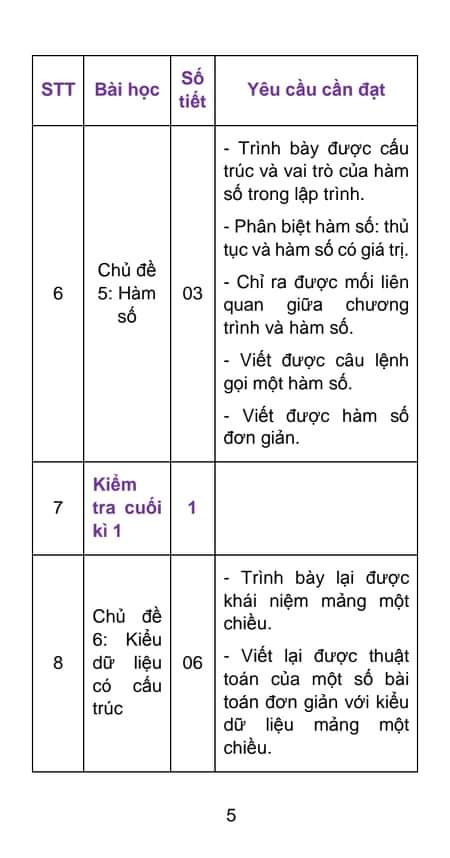 STT
Bài học
Số
tiết
Yêu cầu cần đạt
6
Chủ đề
5: Hàm
số
03
- Trình bày được cấu
trúc và vai trò của hàm
số trong lập trình.
- Phân biệt hàm số: thủ
tục và hàm số có giá trị.
- Chỉ ra được mối liên
quan giữa chương
trình và hàm số.
- Viết được câu lệnh
gọi một hàm số.
- Viết được hàm số
đơn giản.
7
Kiểm
tra cuối
kì 1
1
8
Chủ đề
6: Kiểu
dữ liệu
có cấu
trúc
06
- Trình bày lại được
khái niệm mảng một
chiều.
- Viết lại được thuật
toán của một số bài
toán đơn giản với kiểu
dữ liệu mảng một
chiều.
5